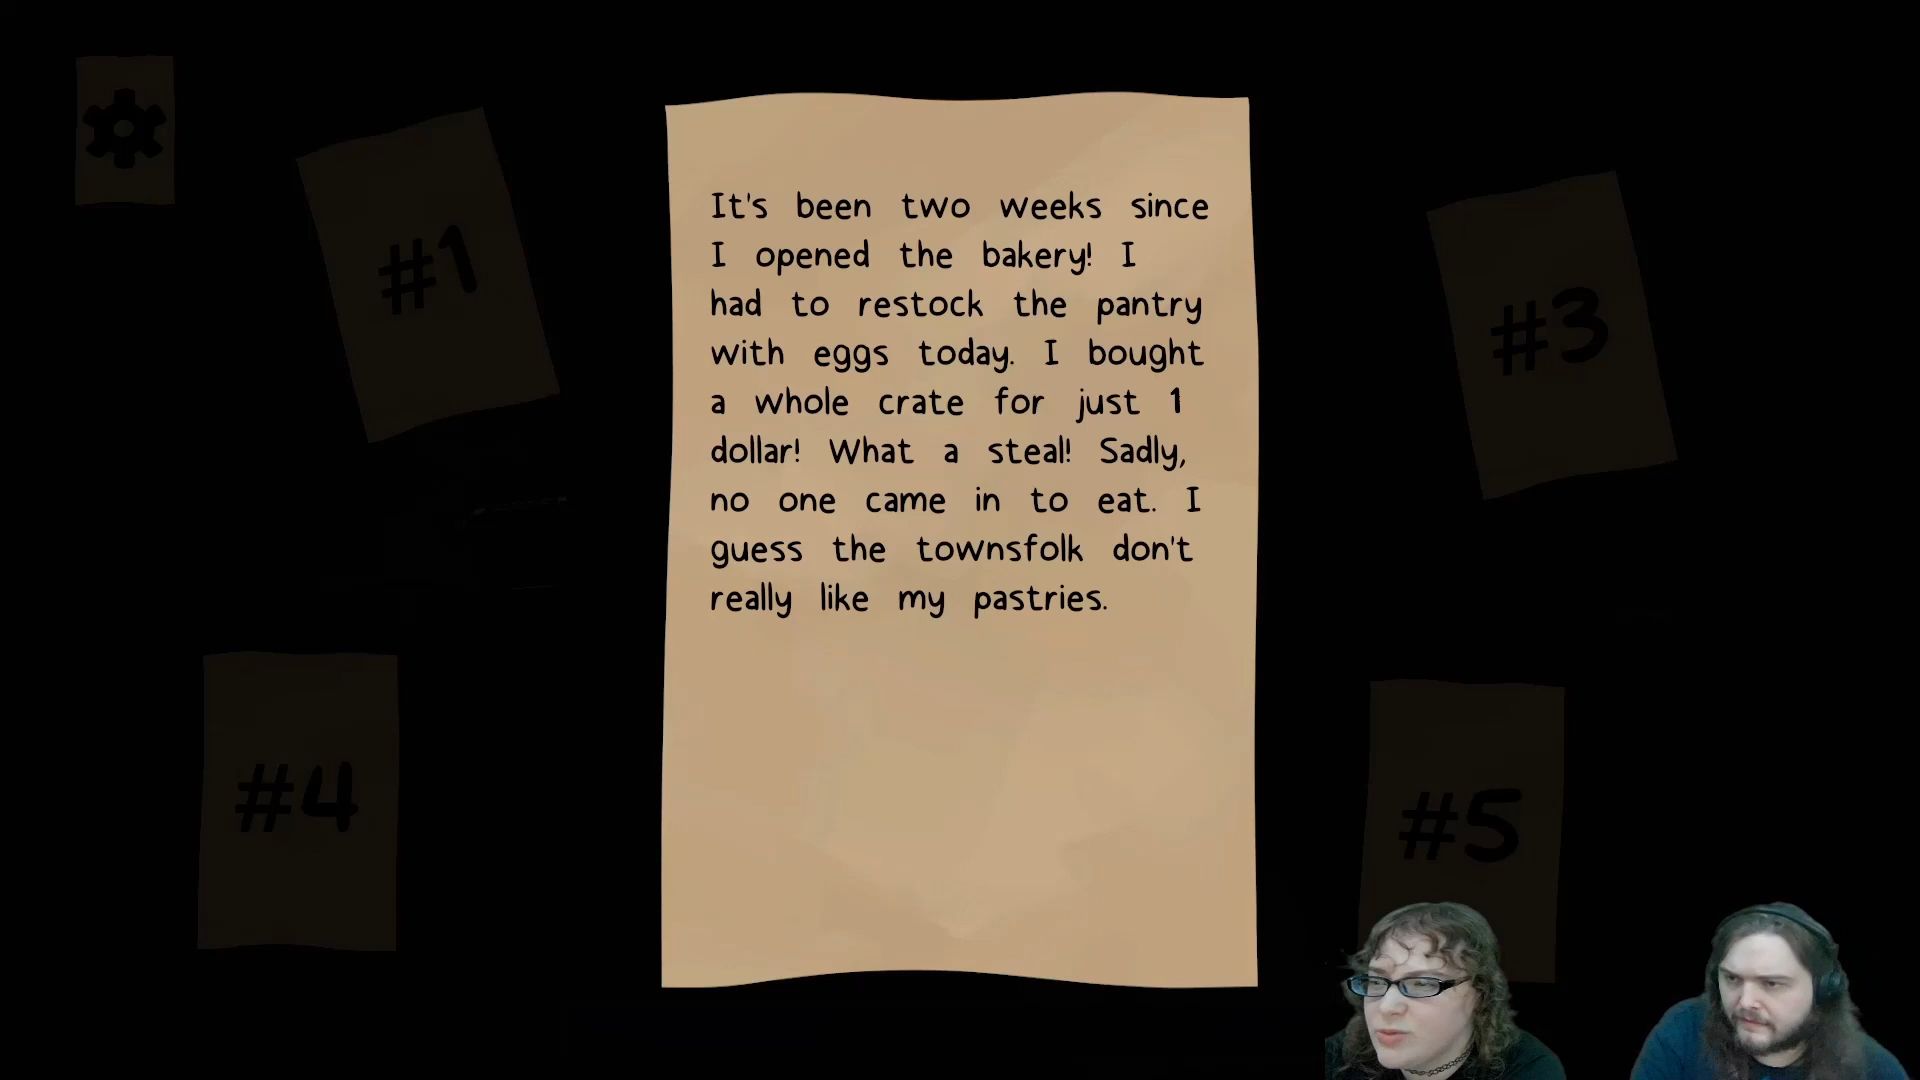 #1
It's been two weeks since
I opened the bakery! I
had to restock the pantry
with eggs today. I bought
a whole crate for just 1
dollar! What a steal! Sadly,
no one came in to eat. I
guess the townsfolk don't
really like my pastries.
#3
#4
#5